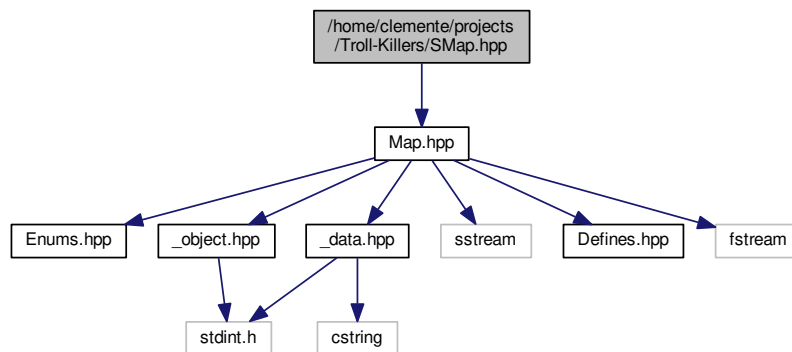 /home/clemente/projects
/Troll-Killers/SMap.hpp
Map.hpp
Enums.hpp
_object.hpp
_data.hpp
sstream
Defines.hpp
fstream
stdint.h
cstring